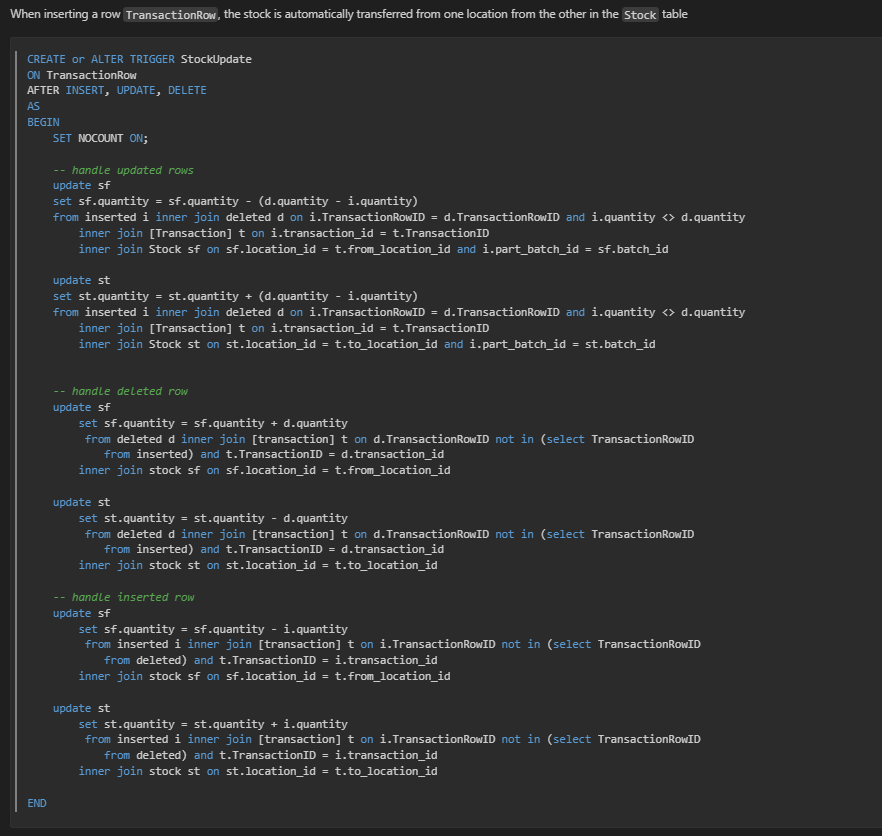 When inserting a row TransactionRow, the stock is automatically transferred from one location from the other in the Stock table
CREATE or ALTER TRIGGER StockUpdate
ON TransactionRow
AFTER INSERT, UPDATE, DELETE
AS
BEGIN
    SET NOCOUNT ON;

    -- handle updated rows
    update sf
    set sf.quantity = sf.quantity - (d.quantity - i.quantity)
    from inserted i inner join deleted d on i.TransactionRowID = d.TransactionRowID and i.quantity <> d.quantity
        inner join [Transaction] t on i.transaction_id = t.TransactionID
        inner join Stock sf on sf.location_id = t.from_location_id and i.part_batch_id = sf.batch_id

    update st
    set st.quantity = st.quantity + (d.quantity - i.quantity)
    from inserted i inner join deleted d on i.TransactionRowID = d.TransactionRowID and i.quantity <> d.quantity
        inner join [Transaction] t on i.transaction_id = t.TransactionID
        inner join Stock st on st.location_id = t.to_location_id and i.part_batch_id = st.batch_id


    -- handle deleted row
    update sf
        set sf.quantity = sf.quantity + d.quantity
         from deleted d inner join [transaction] t on d.TransactionRowID not in (select TransactionRowID
            from inserted) and t.TransactionID = d.transaction_id
        inner join stock sf on sf.location_id = t.from_location_id

    update st
        set st.quantity = st.quantity - d.quantity
         from deleted d inner join [transaction] t on d.TransactionRowID not in (select TransactionRowID
            from inserted) and t.TransactionID = d.transaction_id
        inner join stock st on st.location_id = t.to_location_id

    -- handle inserted row
    update sf
        set sf.quantity = sf.quantity - i.quantity
         from inserted i inner join [transaction] t on i.TransactionRowID not in (select TransactionRowID
            from deleted) and t.TransactionID = i.transaction_id
        inner join stock sf on sf.location_id = t.from_location_id

    update st
        set st.quantity = st.quantity + i.quantity
         from inserted i inner join [transaction] t on i.TransactionRowID not in (select TransactionRowID
            from deleted) and t.TransactionID = i.transaction_id
        inner join stock st on st.location_id = t.to_location_id

END